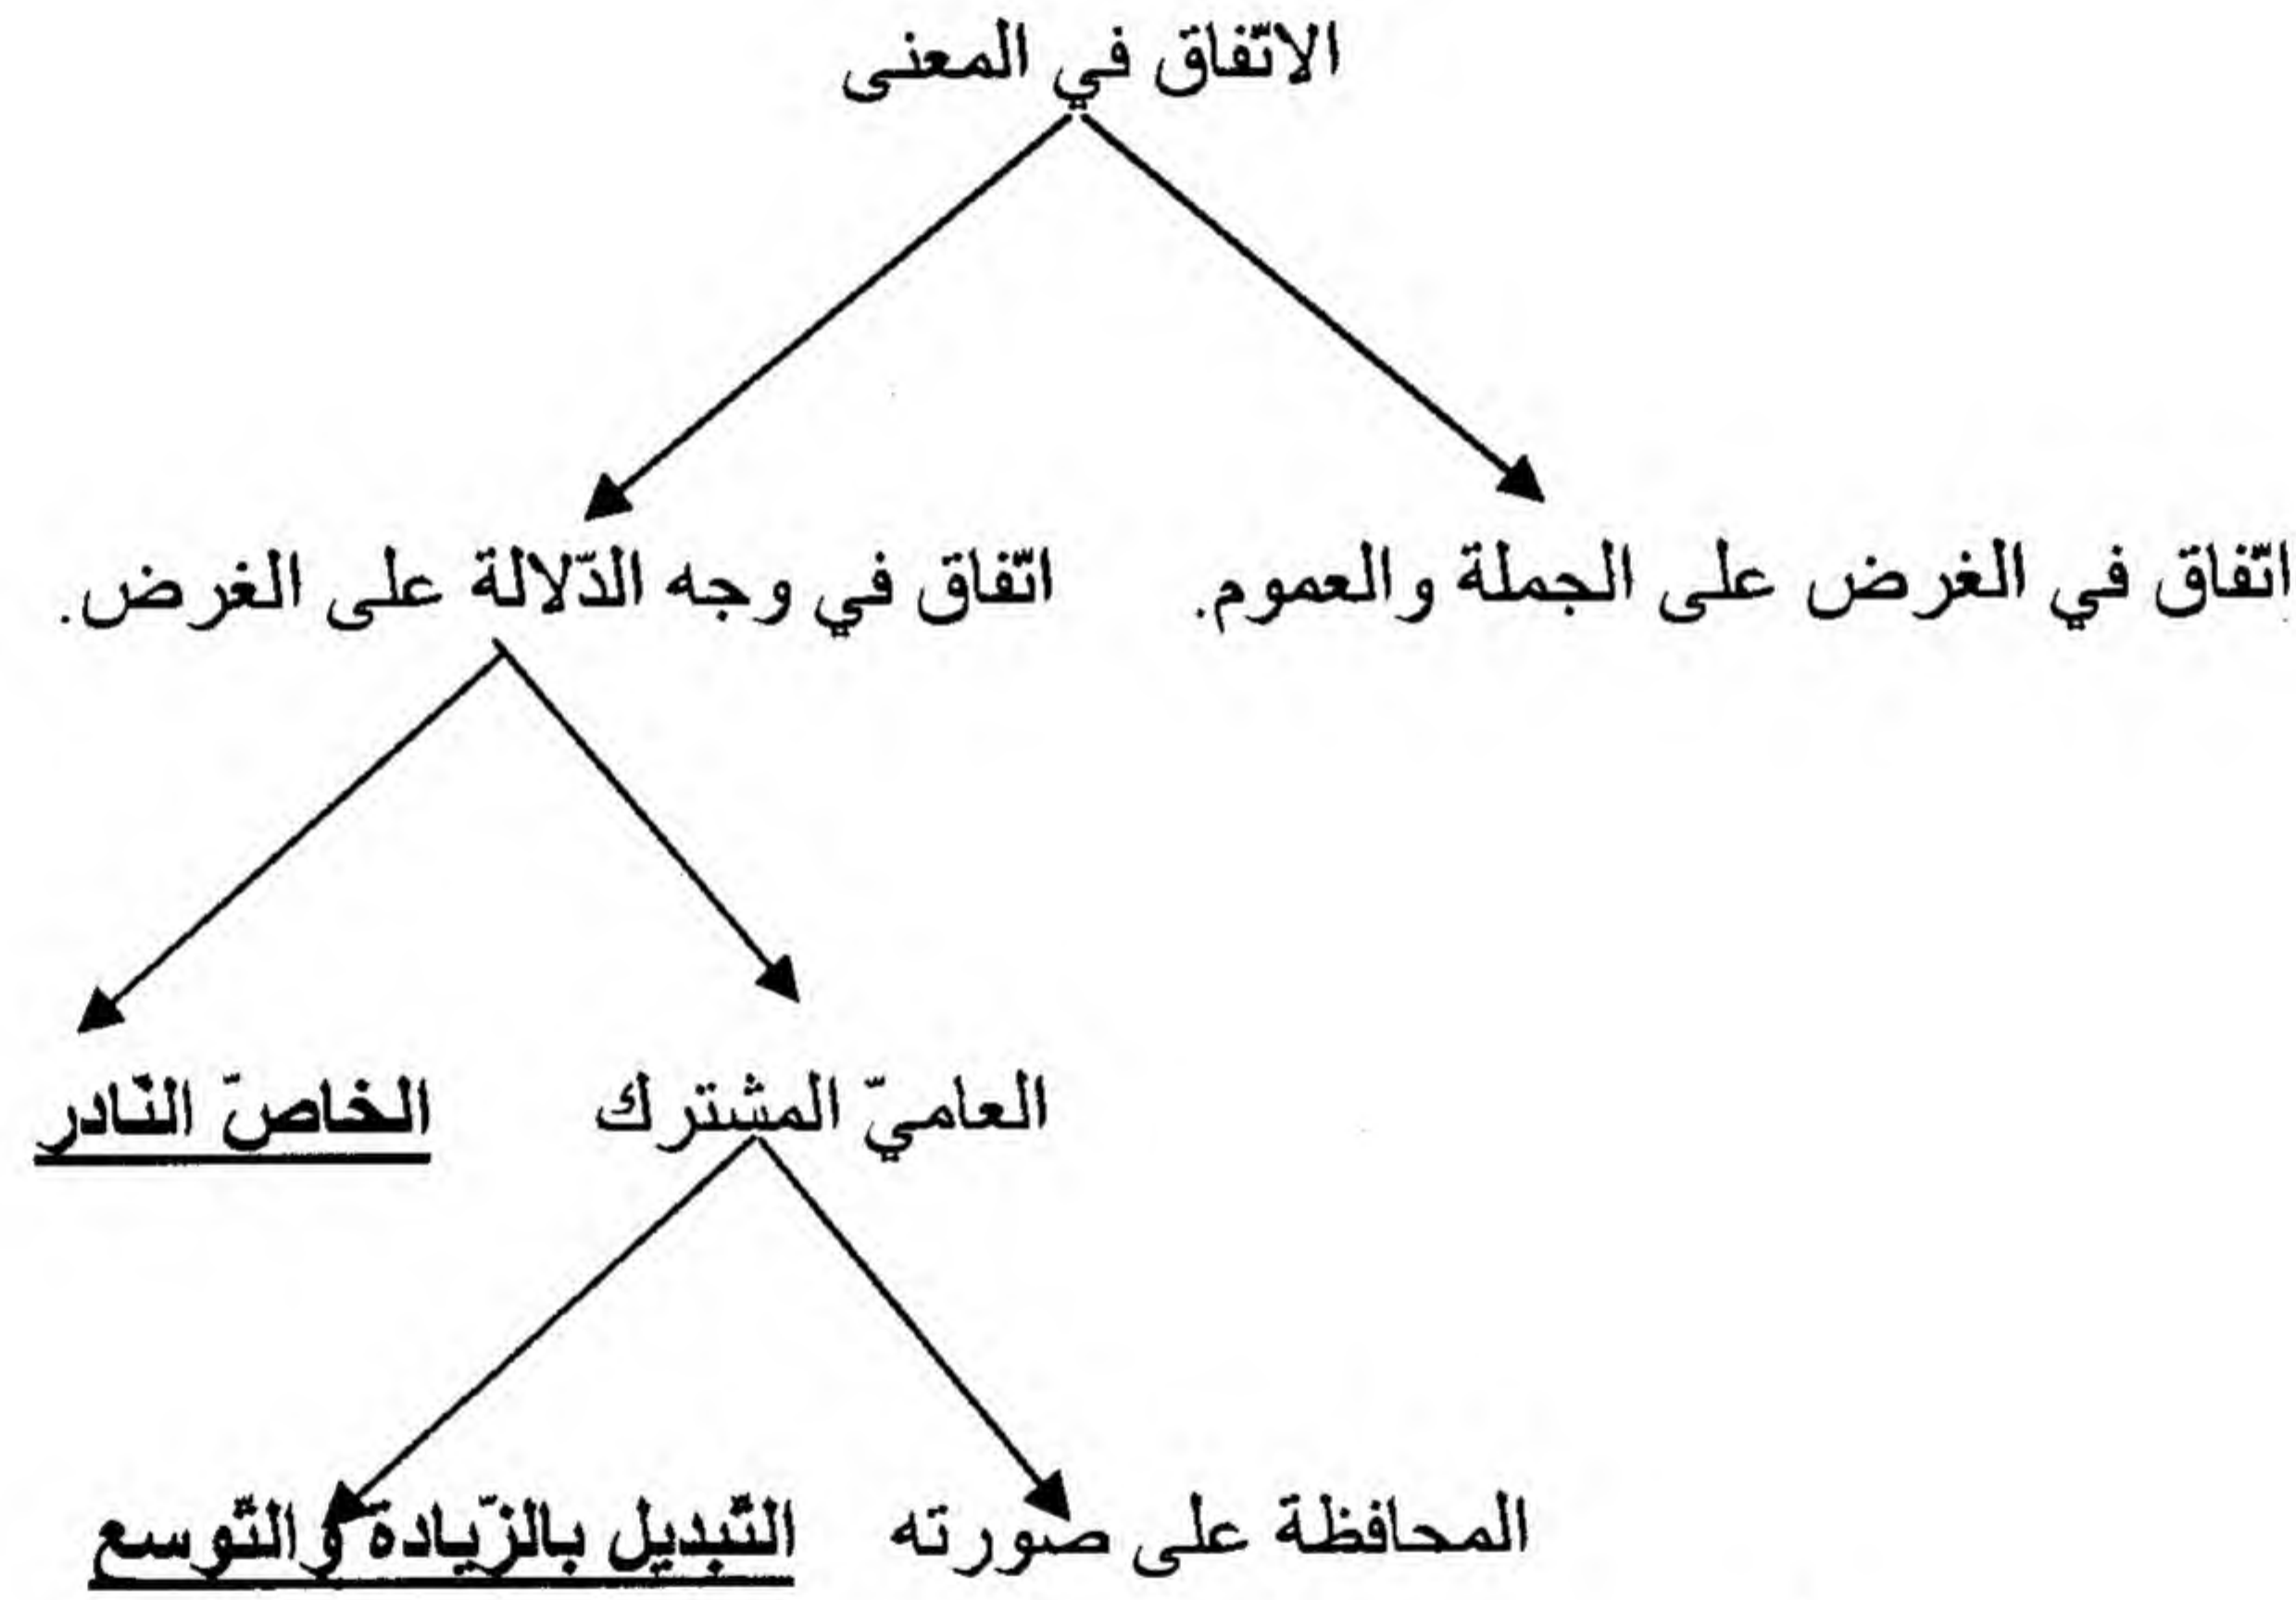 الاتّفاق في المعنى
اتّفاق في الغرض على الجملة والعموم. اتّفاق في وجه الدّلالة على الغرض.
العاميّ المشترك الخاصّ النّادر
المحافظة على صورته التّبديل بالزّيادة والتّوسع